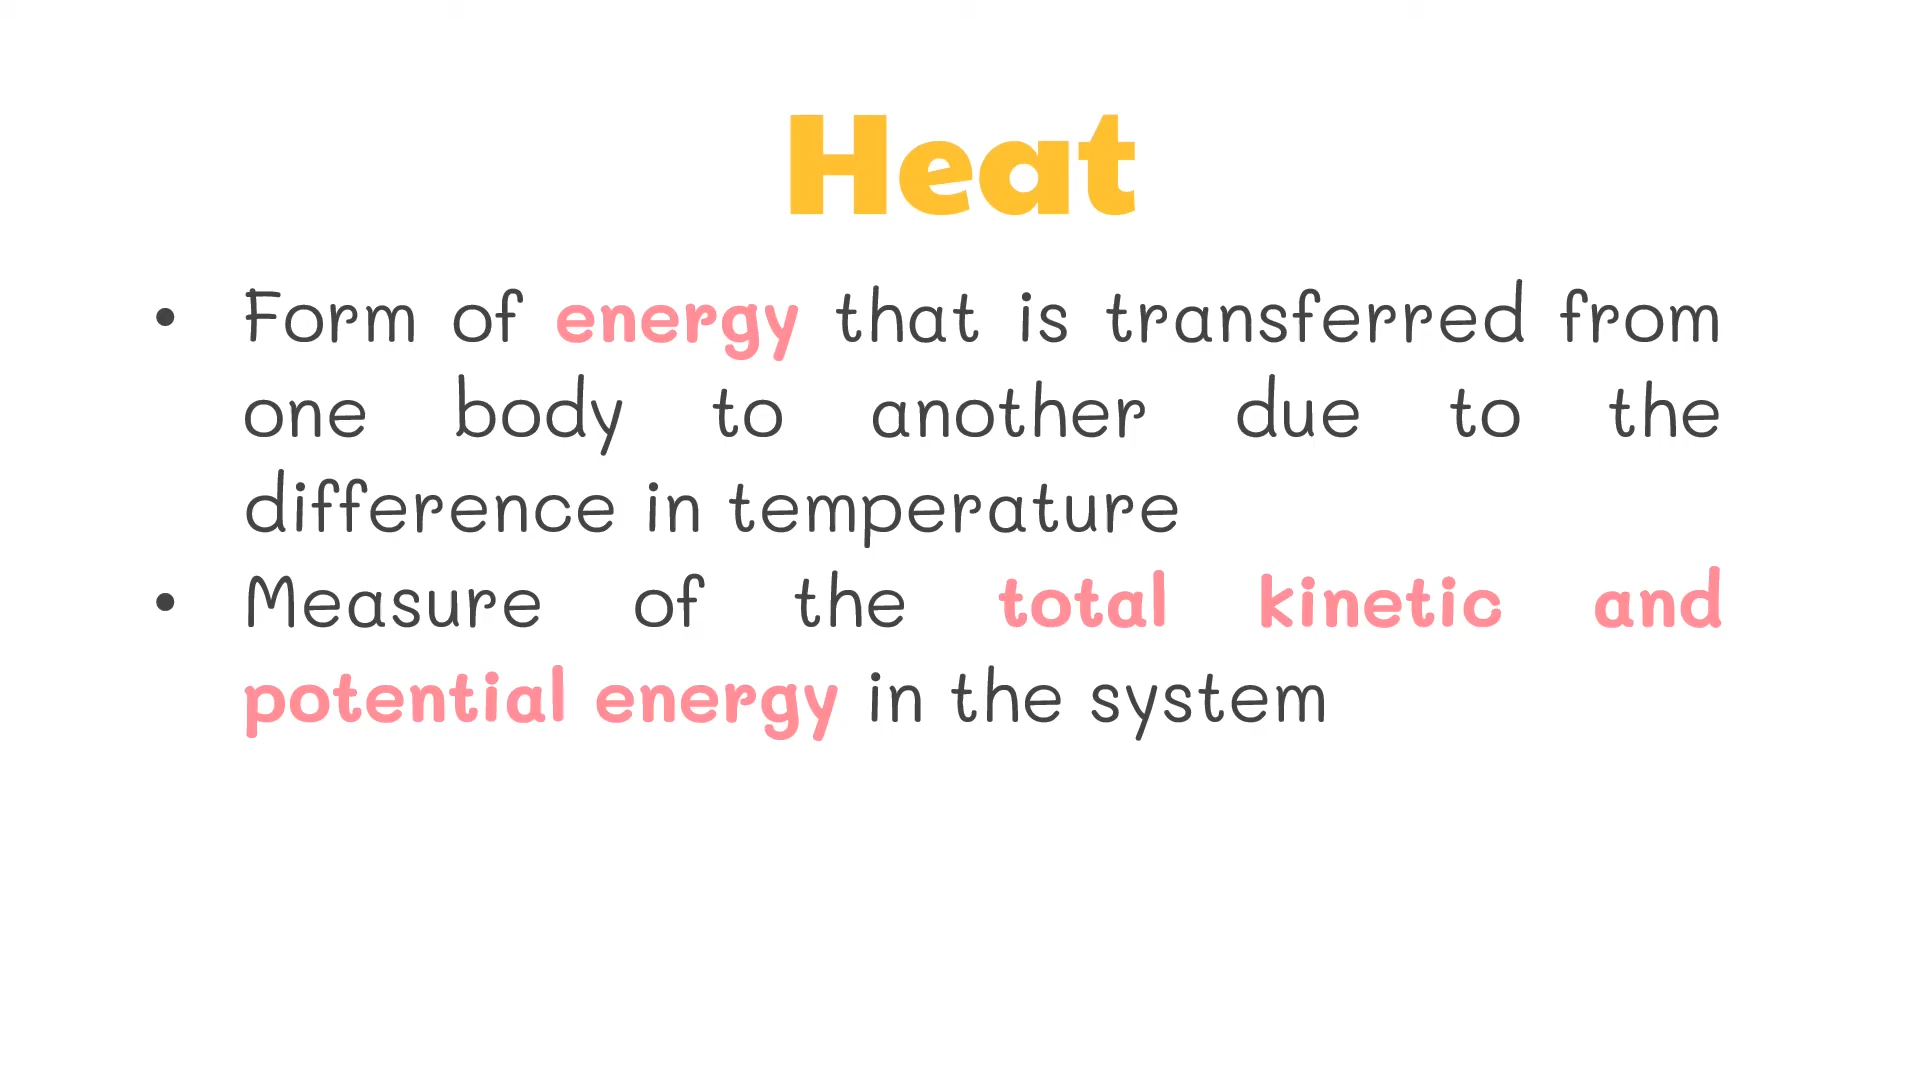 Heat
• Form of energy that is transferred from
one body to another due to the
difference in temperature
• Measure of the total kinetic and
potential energy in the system